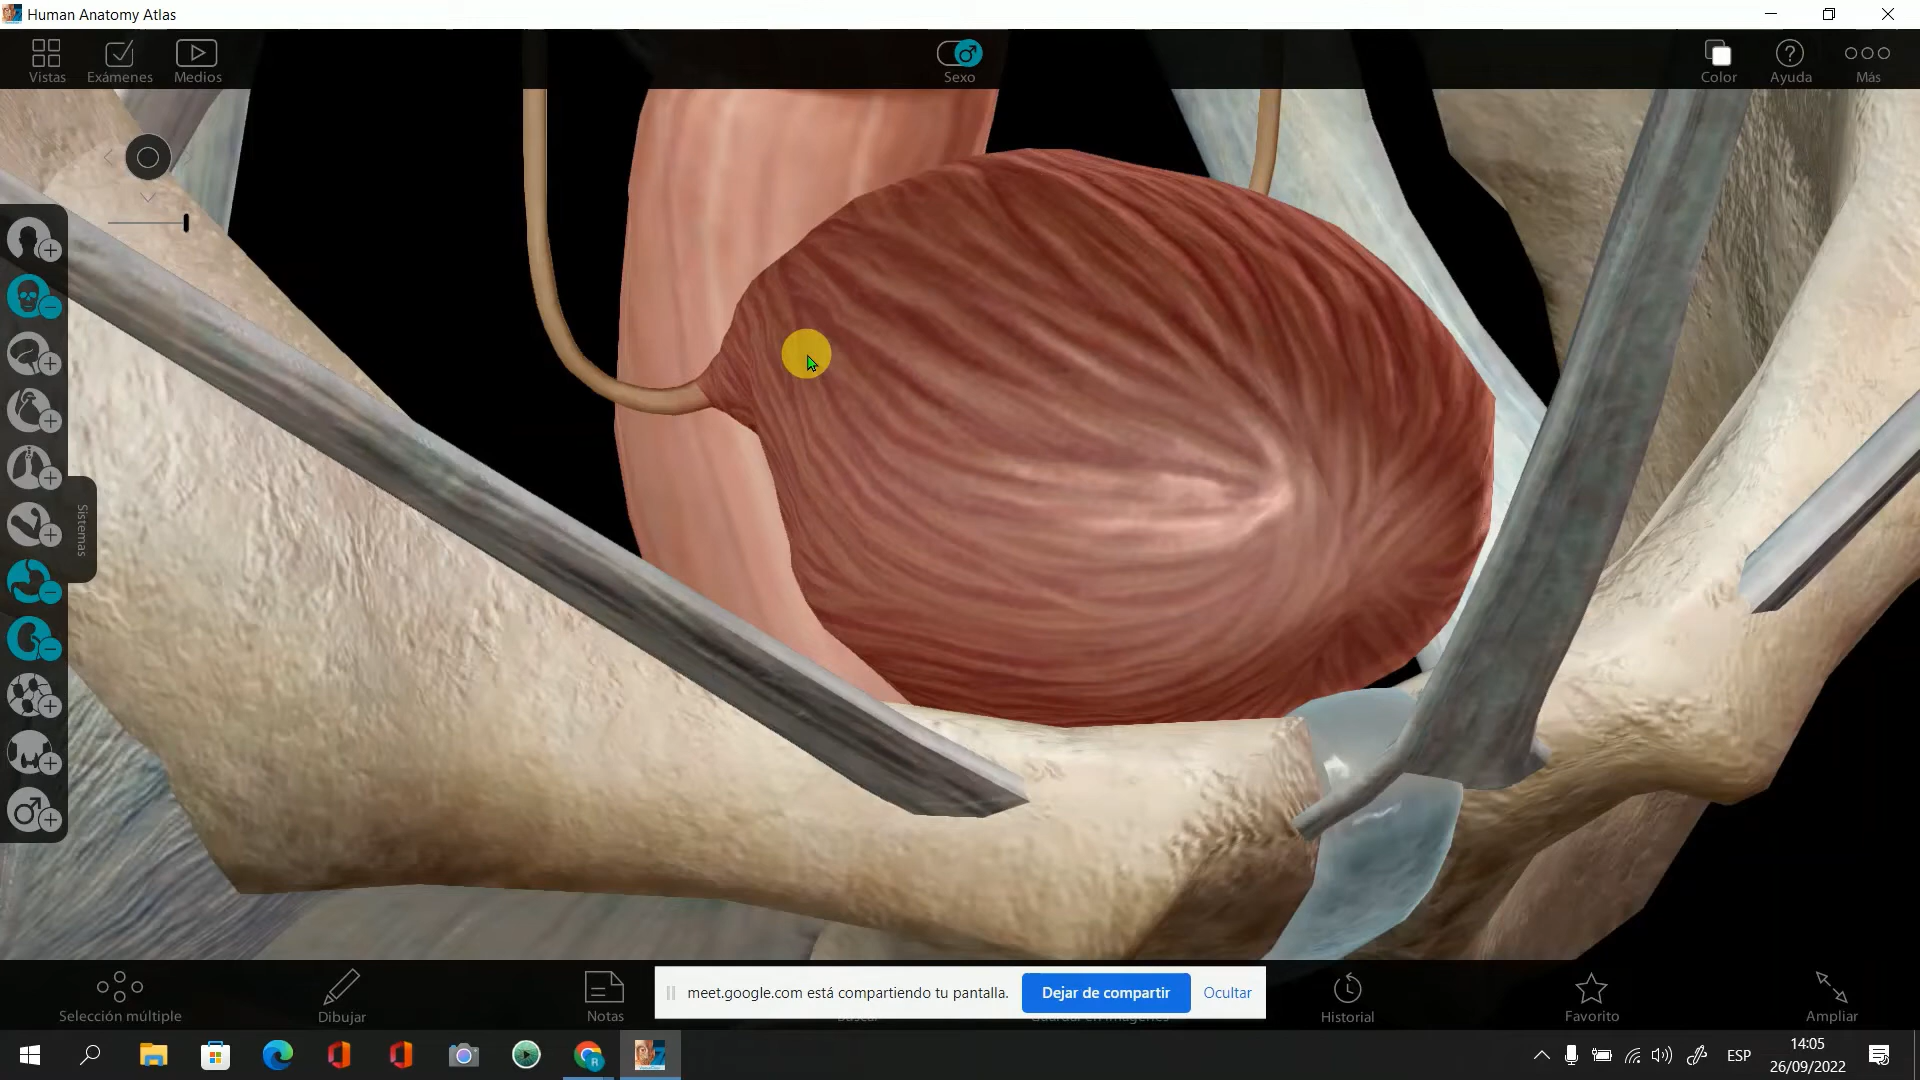 Human Anatomy Atlas
Vistas
Exámenes
Medios
Sexo
Color
Ayuda
Más
Sistemas
Selección múltiple
Dibujar
Notas
meet.google.com está compartiendo tu pantalla.
Dejar de compartir
Ocultar
Historial
Favorito
Ampliar
ESP
14:05
26/09/2022